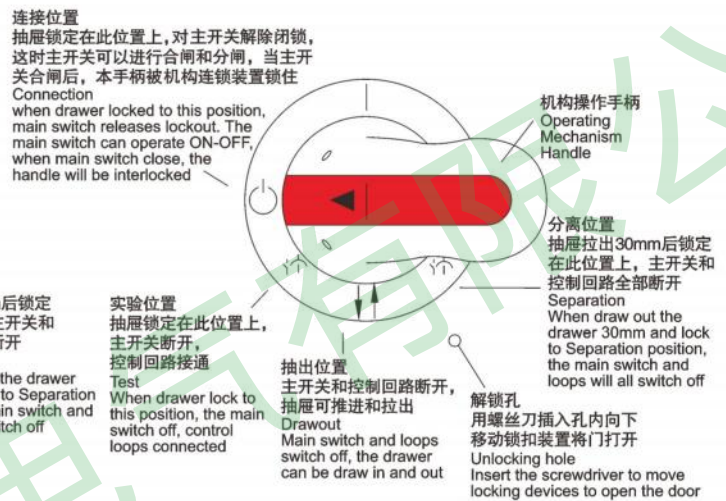 连接位置
抽屉锁定在此位置上，对主开关解除闭锁，
这时主开关可以进行合闸和分闸，当主开
关合闸后，本手柄被机构连锁装置锁住
Connection
when drawer locked to this position,
main switch releases lockout. The
main switch can operate ON-OFF,
when main switch close, the
handle will be interlocked
机构操作手柄
Operating
Mechanism
Handle
分离位置
抽屉拉出30mm后锁定
在此位置上，主开关和
控制回路全部断开
Separation
When draw out the
drawer 30mm and lock
to Separation position,
the main switch and
loops will all switch off
后锁定
主开关和
开
the drawer
to Separation
in switch and
tch off
实验位置
抽屉锁定在此位置上，
主开关断开，
控制回路接通
Test
When drawer lock to
this position, the main
switch off, control
loops connected
抽出位置
主开关和控制回路断开，
抽屉可推进和拉出
Drawout
Main switch and loops
switch off, the drawer
can be draw in and out
解锁孔
用螺丝刀插入孔内向下
移动锁扣装置将门打开
Unlocking hole
Insert the screwdriver to move
locking devices to open the door
电气有限公